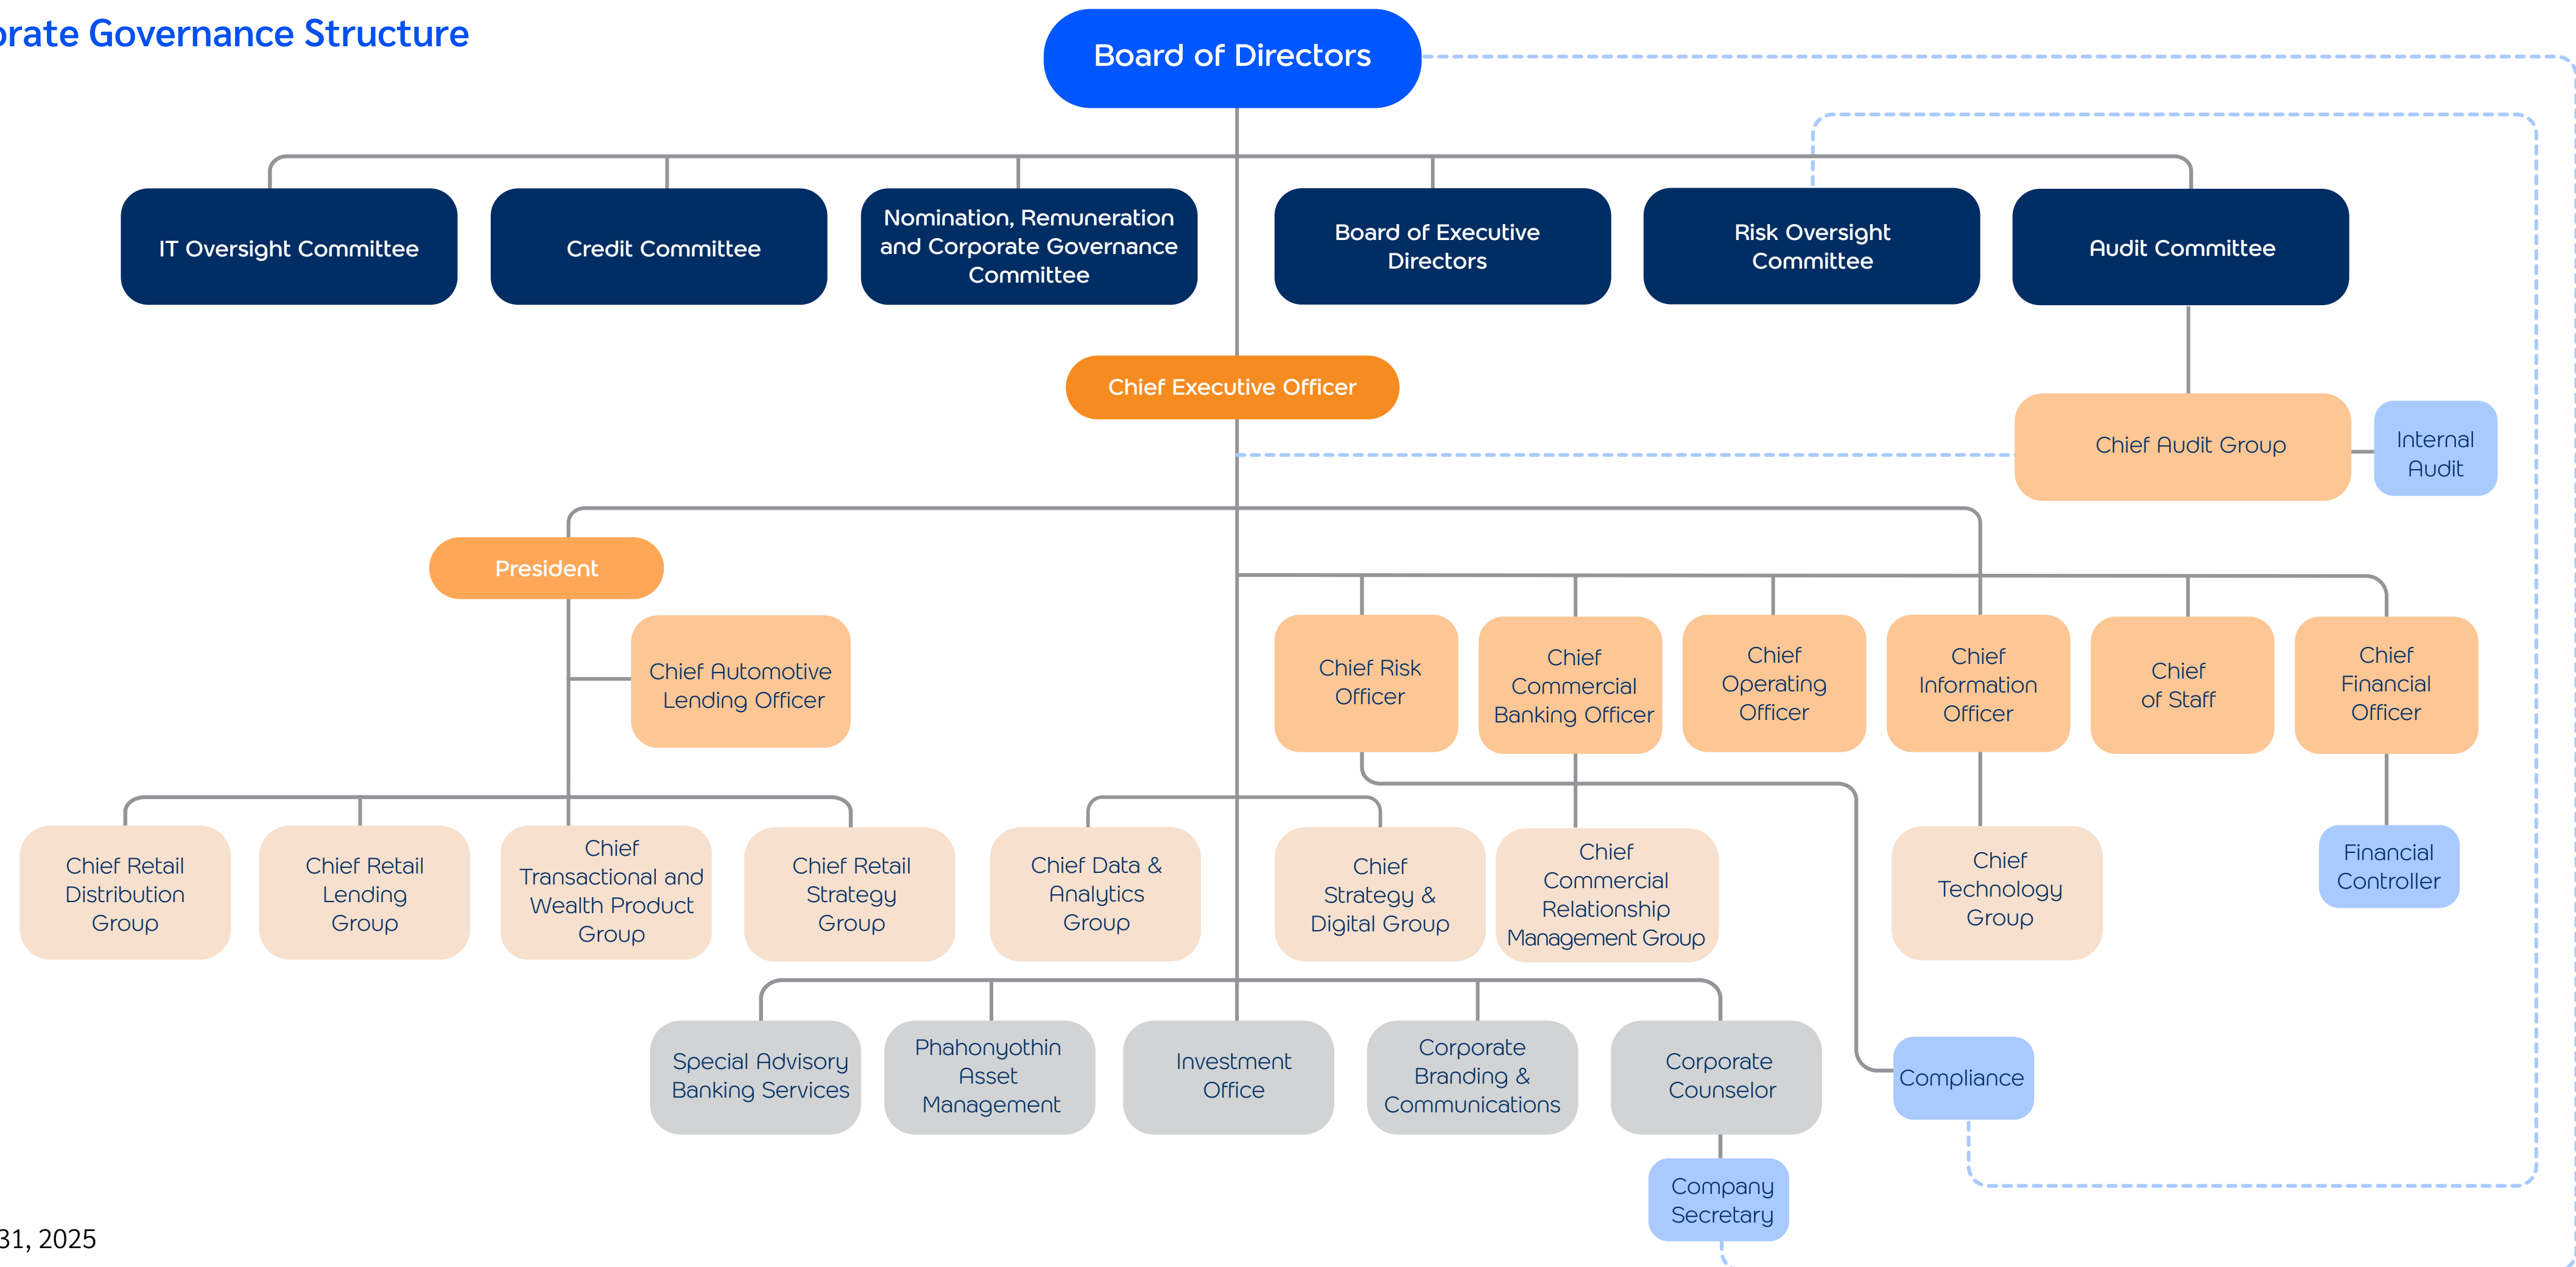 orate Governance Structure
Board of Directors
IT Oversight Committee
Credit Committee
Nomination, Remuneration
and Corporate Governance
Committee
Board of Executive
Directors
Risk Oversight
Committee
Audit Committee
Chief Executive Officer
Chief Audit Group
Internal
Audit
President
Chief Automotive
Lending Officer
Chief Risk
Officer
Chief
Commercial
Banking Officer
Chief
Operating
Officer
Chief
Information
Officer
Chief
of Staff
Chief
Financial
Officer
Chief Retail
Distribution
Group
Chief Retail
Lending
Group
Chief
Transactional and
Wealth Product
Group
Chief Retail
Strategy
Group
Chief Data &
Analytics
Group
Chief
Strategy &
Digital Group
Chief
Commercial
Relationship
Management Group
Chief
Technology
Group
Financial
Controller
Special Advisory
Banking Services
Phahonyothin
Asset
Management
Investment
Office
Corporate
Branding &
Communications
Corporate
Counselor
Compliance
Company
Secretary
31, 2025